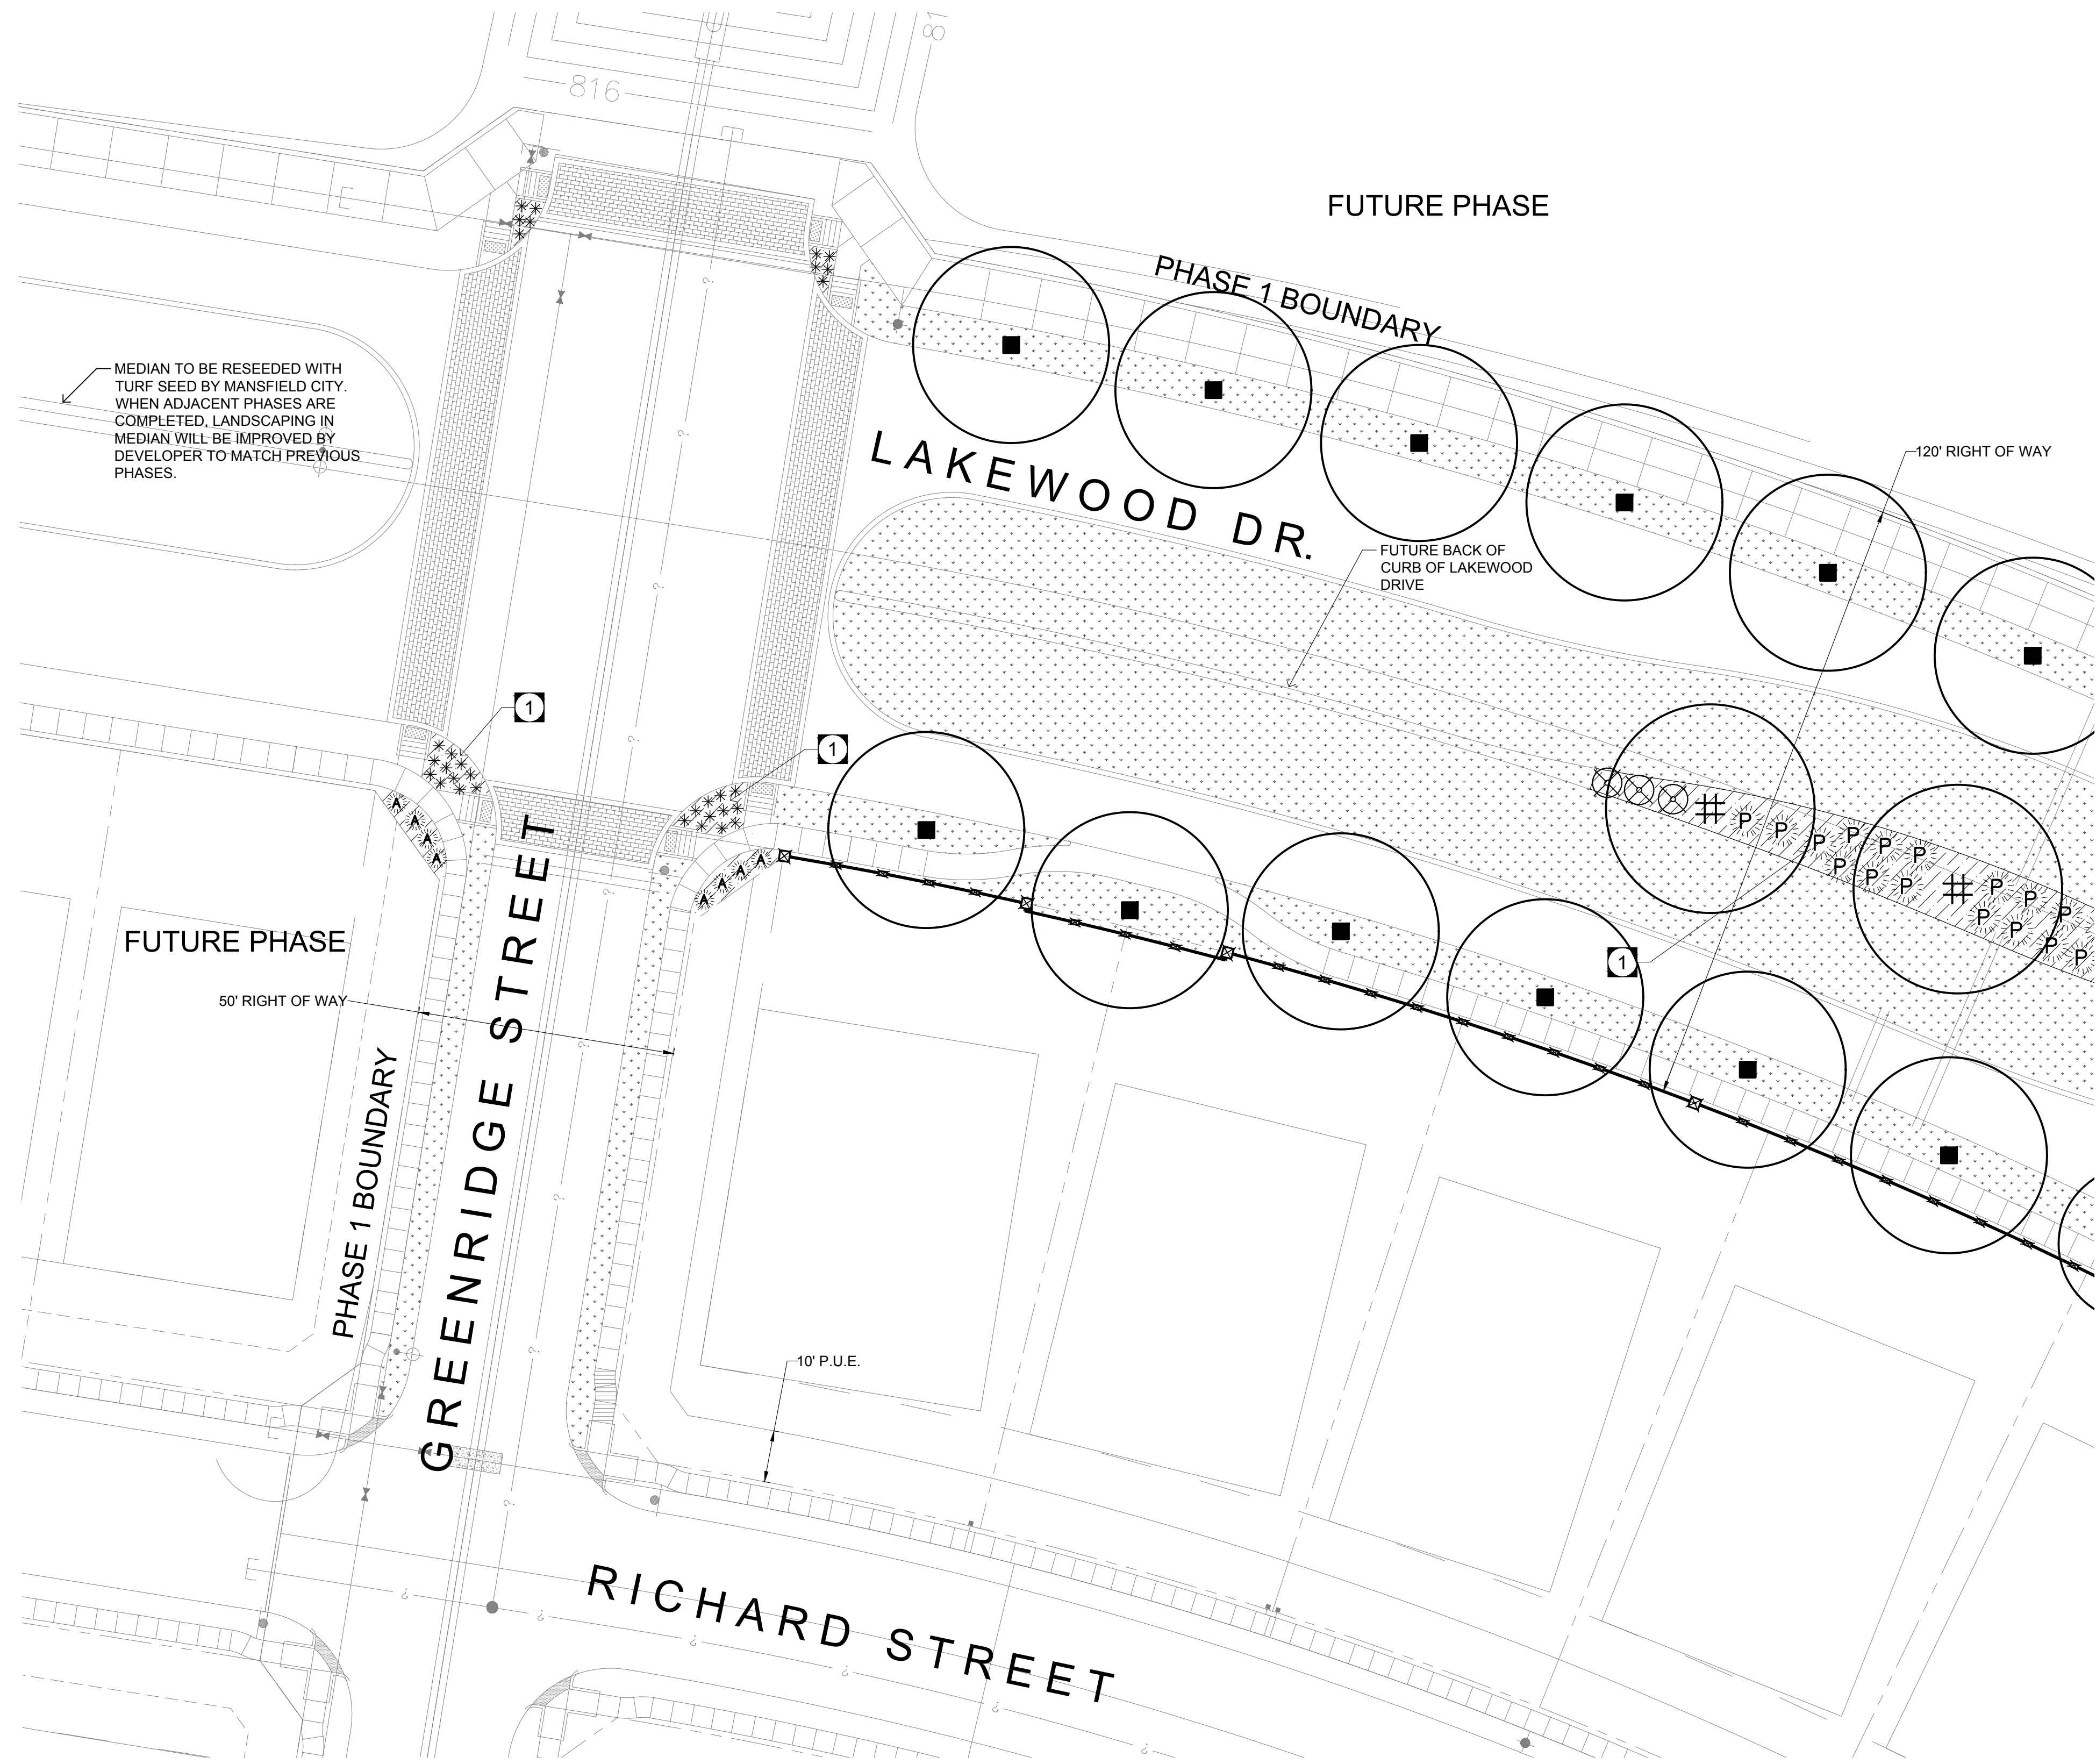 816
FUTURE PHASE
PHASE 1 BOUNDARY
MEDIAN TO BE RESEEDED WITH
TURF SEED BY MANSFIELD CITY.
WHEN ADJACENT PHASES ARE
COMPLETED, LANDSCAPING IN
MEDIAN WILL BE IMPROVED BY
DEVELOPER TO MATCH PREVIOUS
PHASES.
LAKEWOOD DR.
120' RIGHT OF WAY
FUTURE BACK OF
CURB OF LAKEWOOD
DRIVE
1
1
P P P P P P
P P P
A
A
A
A
A
A
A
A
P P P
P P P P
1
FUTURE PHASE
50' RIGHT OF WAY
PHASE 1 BOUNDARY
GREENRIDGE STREET
10' P.U.E.
RICHARD STREET